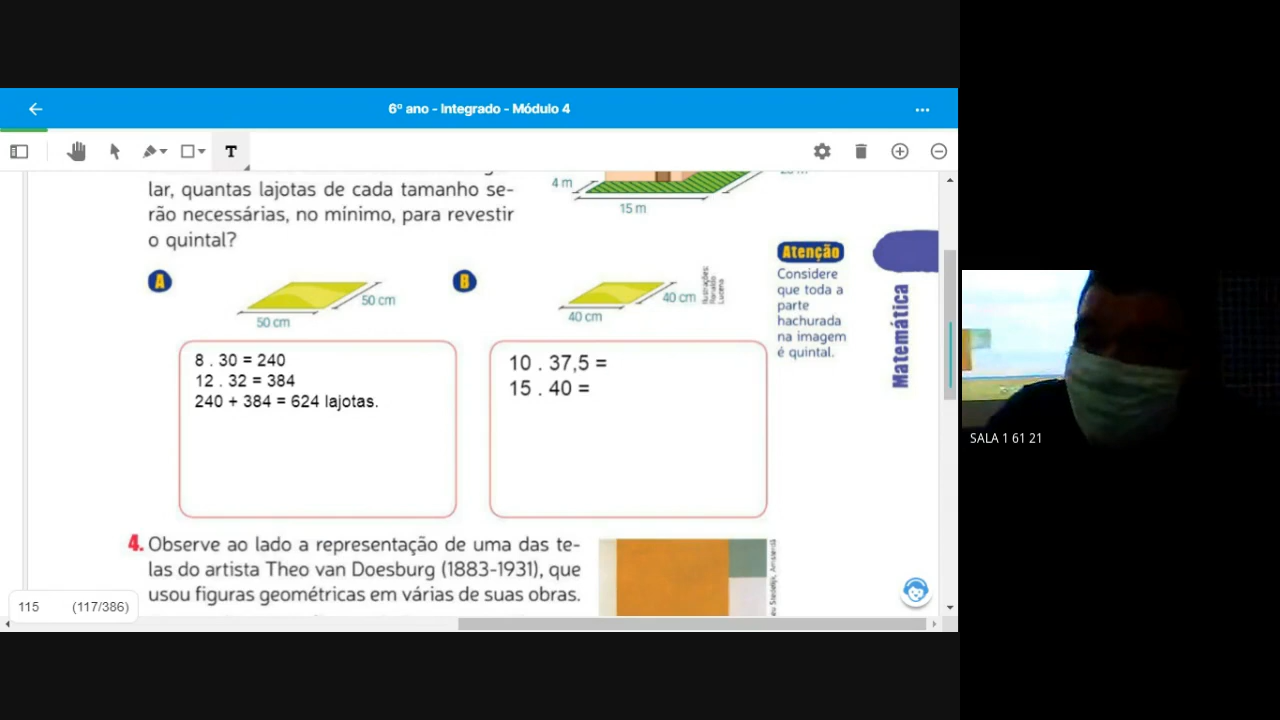 6º ano - Integrado - Módulo 4
T
lar, quantas lajotas de cada tamanho se-
rão necessárias, no mínimo, para revestir
o quintal?
4 m
15 m
A
50 cm
50 cm
B
40 cm
40 cm
Ilustrações:
Ronaldo
Lucena
Atenção
Considere
que toda a
parte
hachurada
na imagem
é quintal.
Matemática
8 . 30 = 240
12 . 32 = 384
240 + 384 = 624 lajotas.
10 . 37,5 =
15 . 40 =
4. Observe ao lado a representação de uma das te-
las do artista Theo van Doesburg (1883-1931), que
usou figuras geométricas em várias de suas obras.
115 (117/386)
SALA 1 61 21